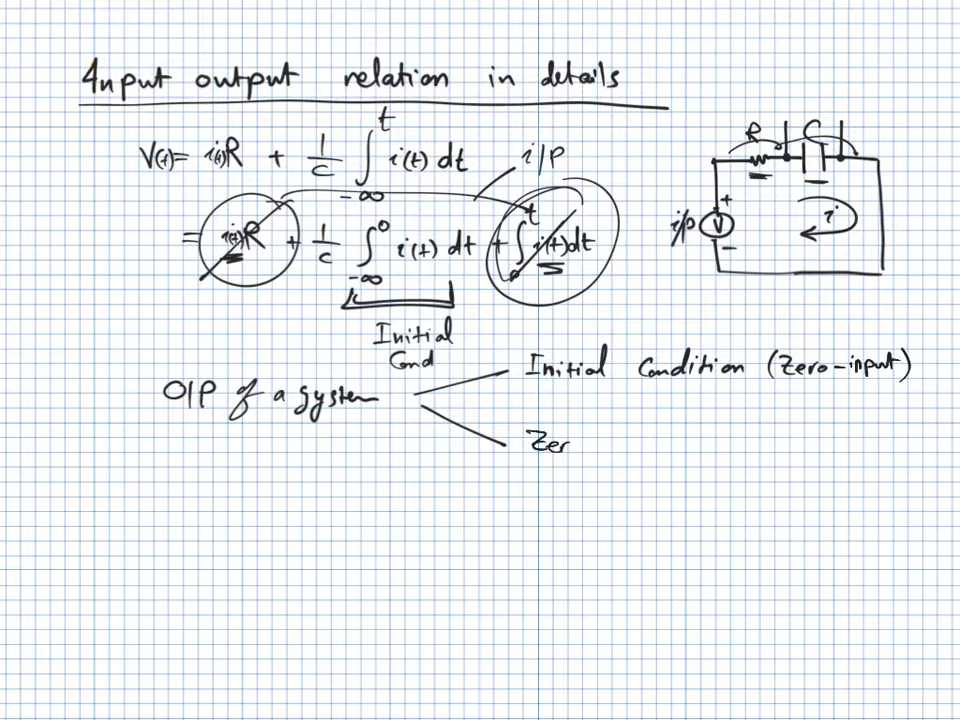 Input output relation in details
V(t) = i(t)R + 1/C ∫_{-∞}^{t} i(t) dt
i/P
= i(t)R + 1/C ∫_{-∞}^{0} i(t) dt + ∫_{0}^{t} i(t)dt
R C
i/p V + − i
Initial
Cond
O/P of a system
Initial Condition (Zero-input)
Zer